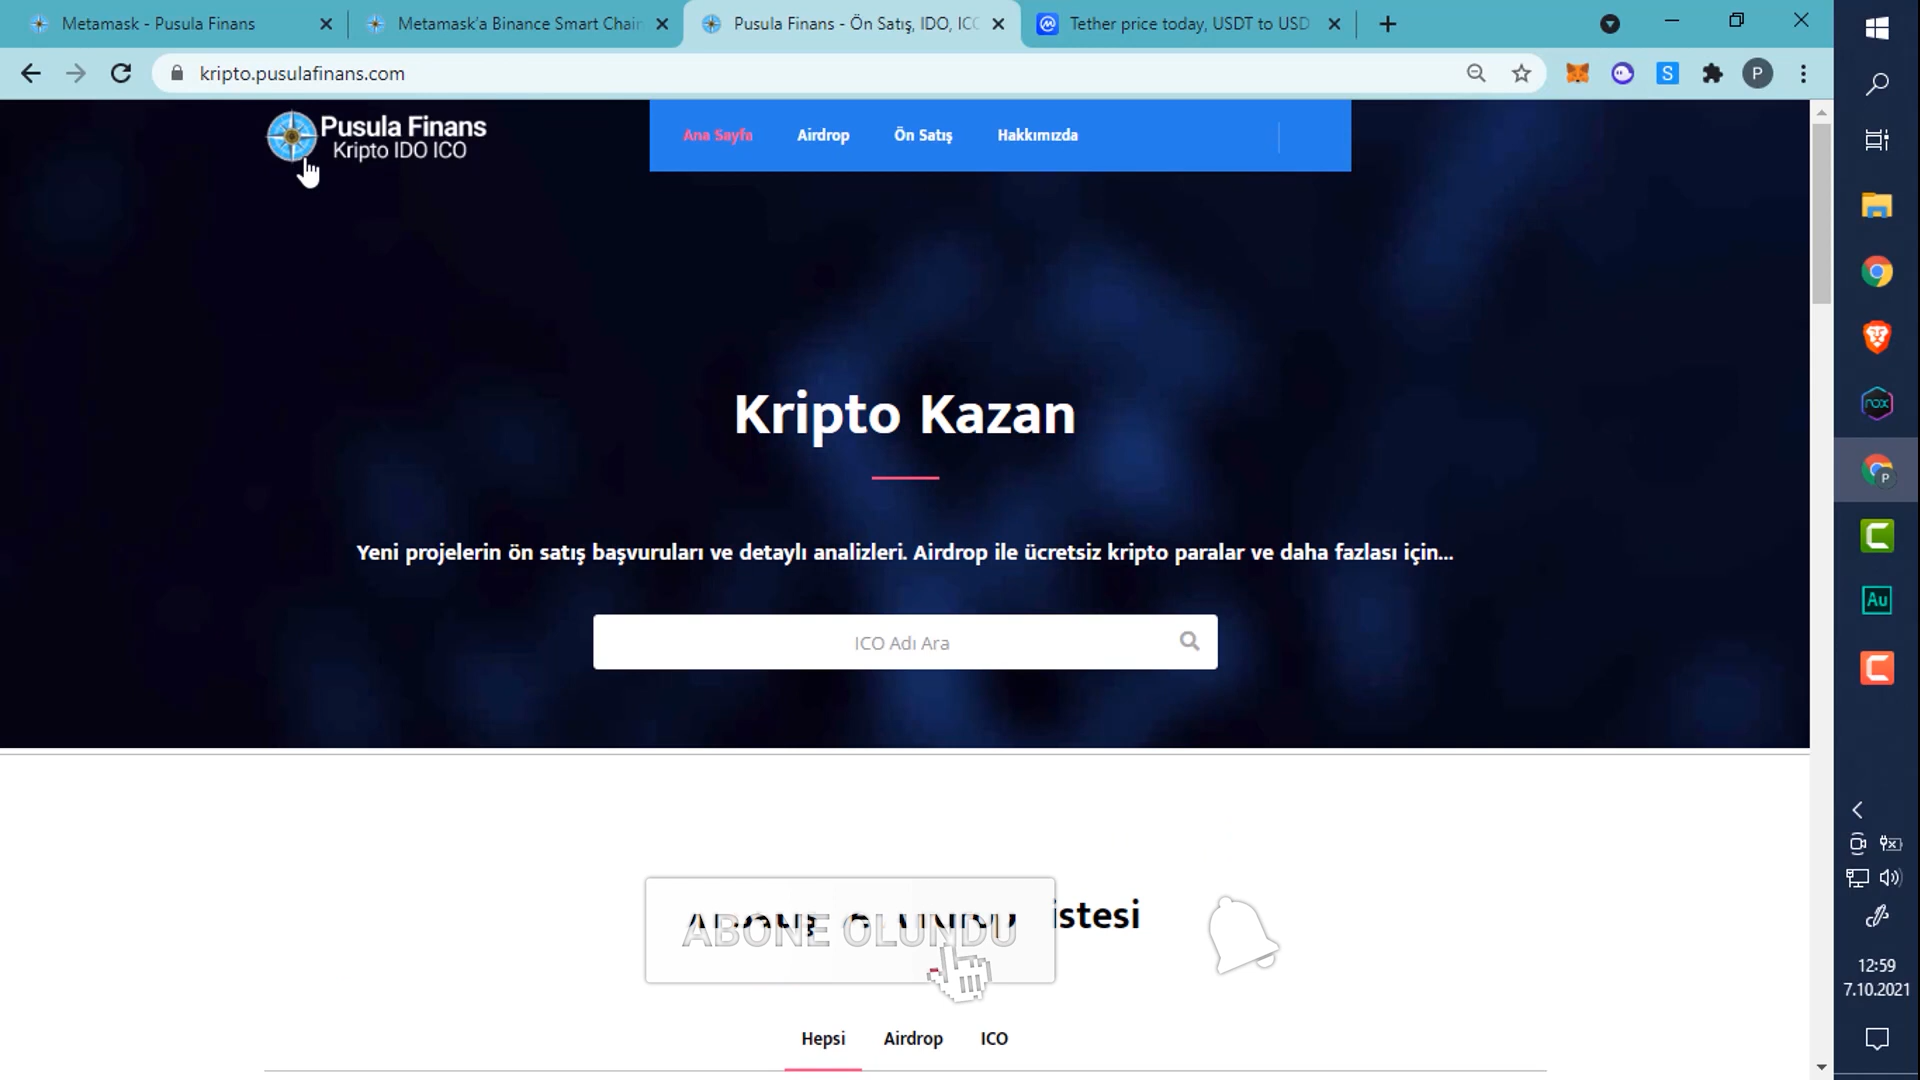 Metamask - Pusula Finans
Metamask'a Binance Smart Chain
Pusula Finans - Ön Satış, IDO, ICO
Tether price today, USDT to USD
kripto.pusulafinans.com
S
P
Pusula Finans
Kripto IDO ICO
Ana Sayfa
Airdrop
Ön Satış
Hakkımızda
nox
P
Au
Kripto Kazan
Yeni projelerin ön satış başvuruları ve detaylı analizleri. Airdrop ile ücretsiz kripto paralar ve daha fazlası için...
ICO Adı Ara
ABONE OLUNDU
istesi
Hepsi
Airdrop
ICO
12:59
7.10.2021